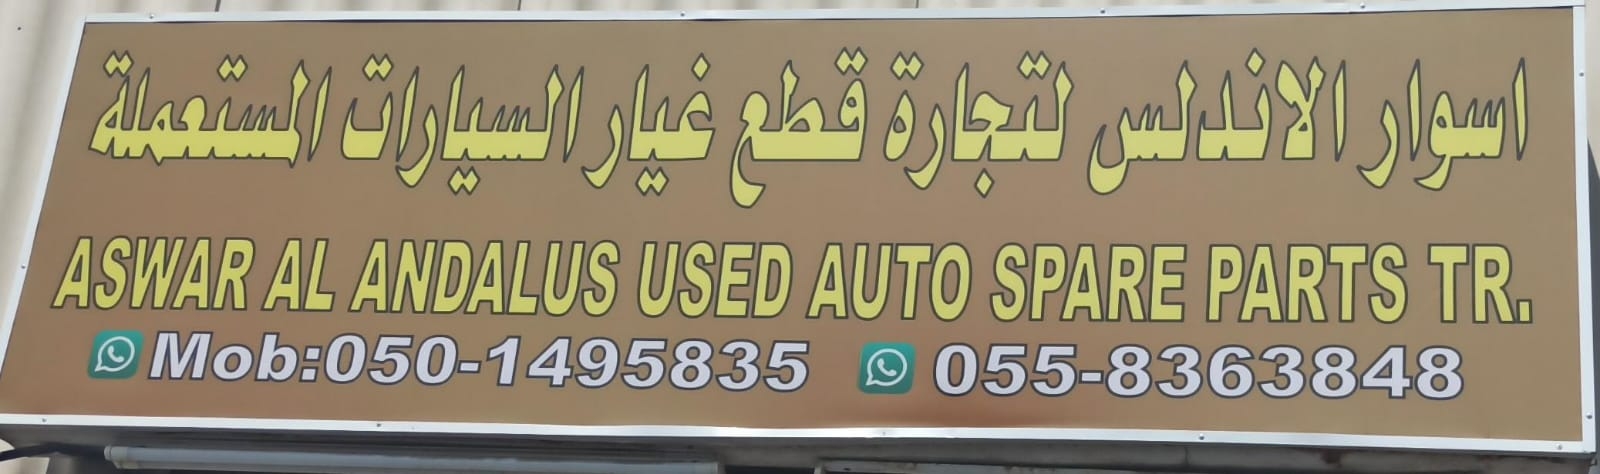 اسوار الاندلس لتجارة قطع غيار السيارات المستعملة
ASWAR AL ANDALUS USED AUTO SPARE PARTS TR.
Mob:050-1495835 055-8363848